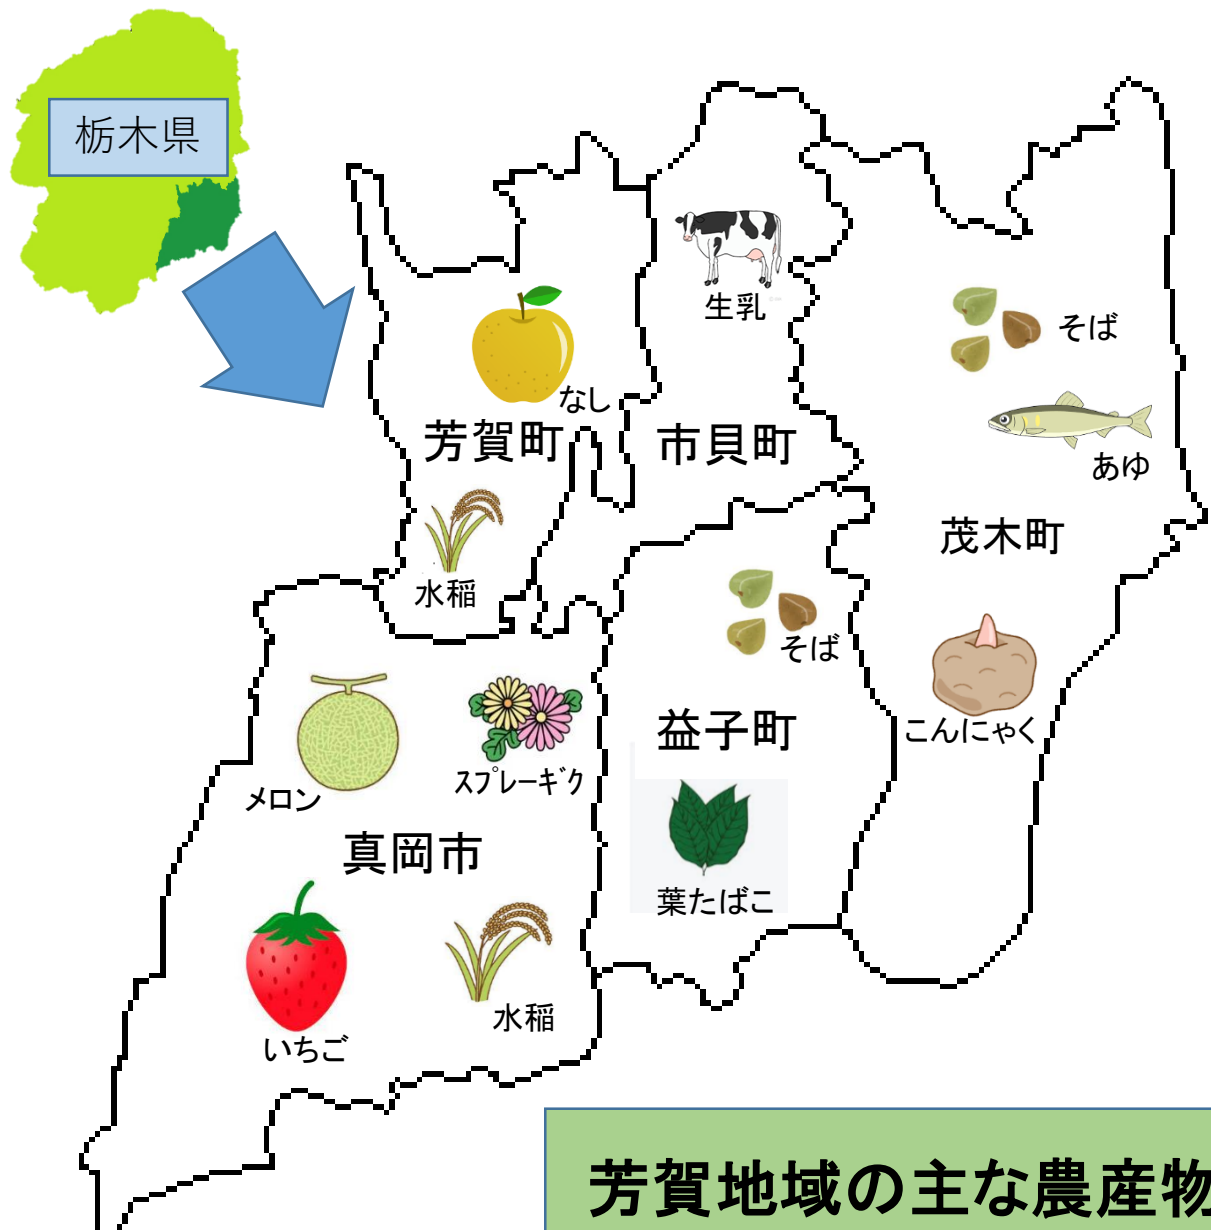 栃木県
生乳
そば
なし
芳賀町
市貝町
あゆ
水稲
茂木町
そば
こんにゃく
益子町
メロン
スプレーギク
真岡市
葉たばこ
水稲
いちご
芳賀地域の主な農産物